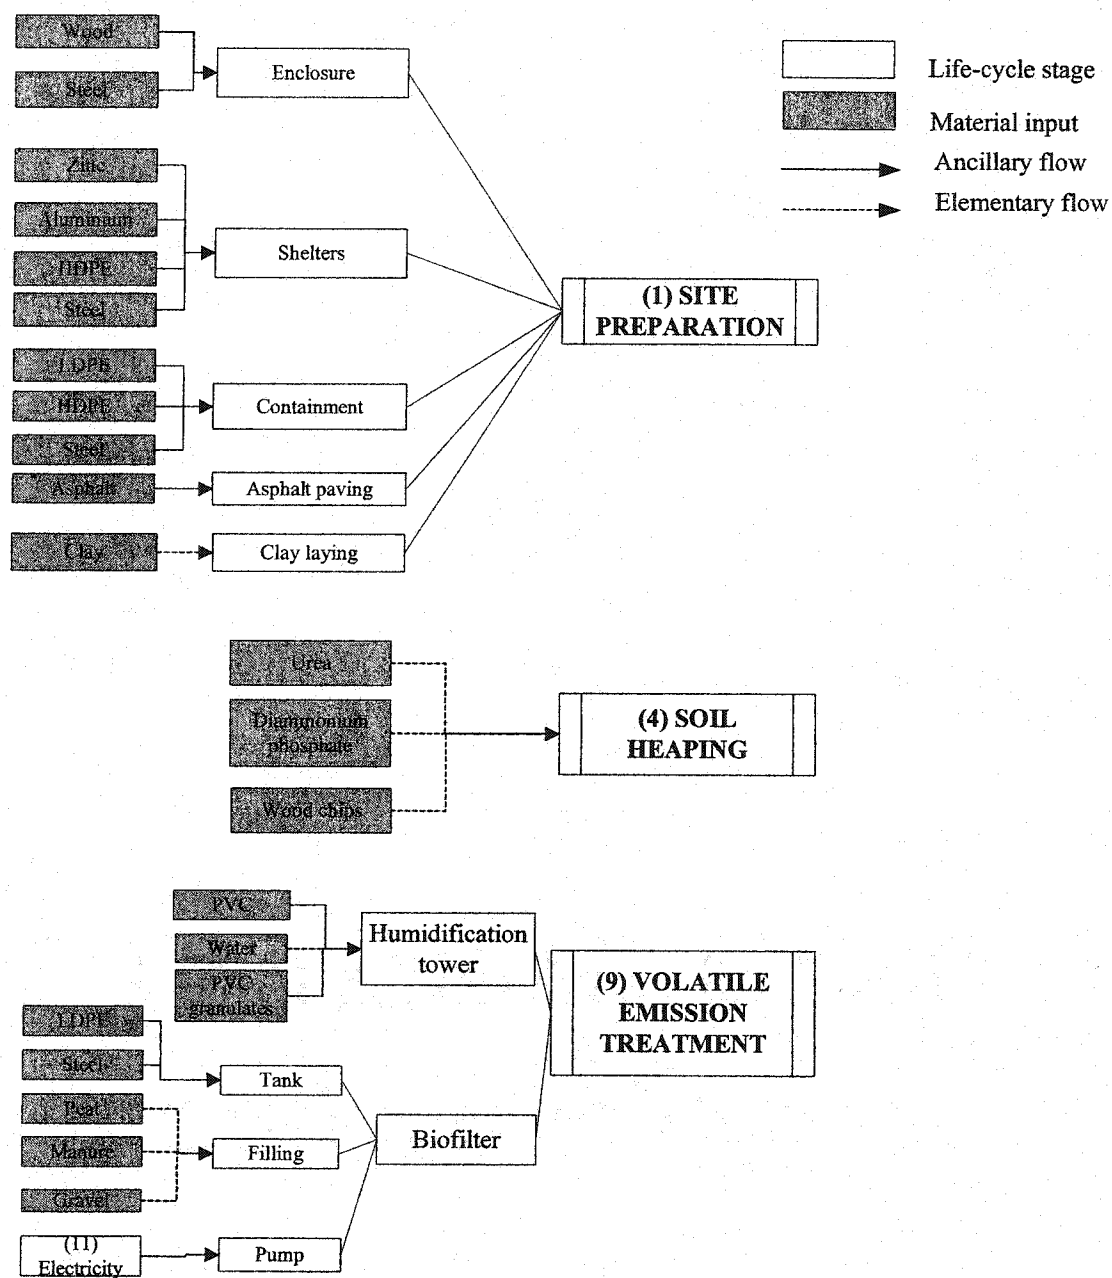 Wood
Steel
Enclosure
Zinc
Aluminium
HDPE
Steel
Shelters
LDPE
HDPE
Steel
Containment
Asphalt
Asphalt paving
Clay
Clay laying
(1) SITE
PREPARATION
Life-cycle stage
Material input
Ancillary flow
Elementary flow
Urea
Diammonium
phosphate
Wood chips
(4) SOIL
HEAPING
PVC
Water
PVC
granulates
Humidification
tower
LDPE
Steel
Tank
Peat
Manure
Gravel
Filling
(11)
Electricity
Pump
Biofilter
(9) VOLATILE
EMISSION
TREATMENT